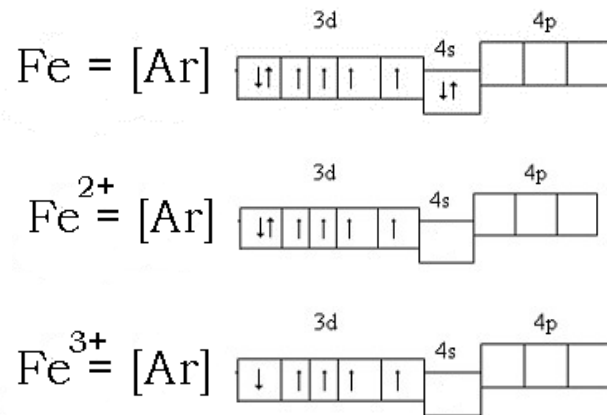 3d 4s 4p
Fe = [Ar] ↓↑ ↑ ↑ ↑ ↑ ↓↑
3d 4s 4p
Fe2+ = [Ar] ↓↑ ↑ ↑ ↑ ↑
3d 4s 4p
Fe3+ = [Ar] ↓ ↑ ↑ ↑ ↑